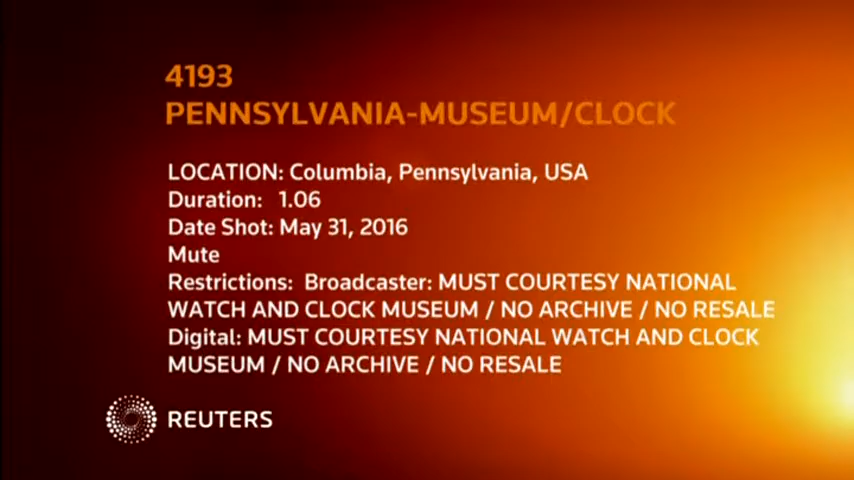 4193
PENNSYLVANIA-MUSEUM/CLOCK
LOCATION: Columbia, Pennsylvania, USA
Duration: 1.06
Date Shot: May 31, 2016
Mute
Restrictions: Broadcaster: MUST COURTESY NATIONAL
WATCH AND CLOCK MUSEUM / NO ARCHIVE / NO RESALE
Digital: MUST COURTESY NATIONAL WATCH AND CLOCK
MUSEUM / NO ARCHIVE / NO RESALE
REUTERS